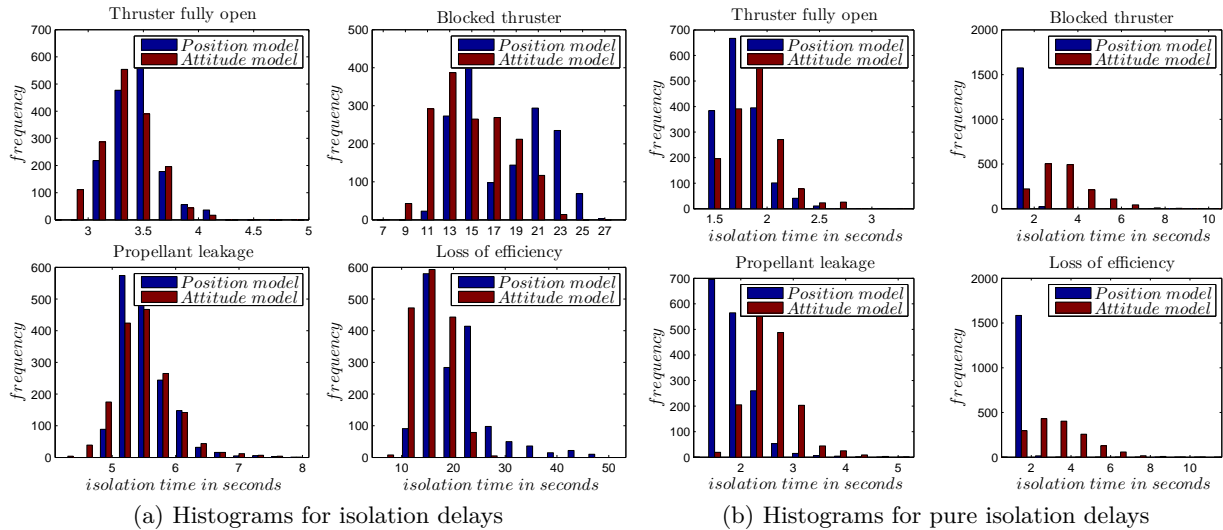 Thruster fully open
700
600
500
400
300
200
100
0
3
3.5
4
4.5
5
frequency
Position model
Attitude model
Blocked thruster
500
400
300
200
100
0
7 9 11 13 15 17 19 21 23 25 27
frequency
Position model
Attitude model
Propellant leakage
600
500
400
300
200
100
0
5
6
7
8
frequency
isolation time in seconds
Position model
Attitude model
Loss of efficiency
600
500
400
300
200
100
0
10
20
30
40
50
frequency
isolation time in seconds
Position model
Attitude model
(a) Histograms for isolation delays
Thruster fully open
700
600
500
400
300
200
100
0
1.5
2
2.5
3
frequency
isolation time in seconds
Position model
Attitude model
Blocked thruster
2000
1500
1000
500
0
2
4
6
8
10
frequency
isolation time in seconds
Position model
Attitude model
Propellant leakage
700
600
500
400
300
200
100
0
2
3
4
5
frequency
isolation time in seconds
Position model
Attitude model
Loss of efficiency
2000
1500
1000
500
0
2
4
6
8
10
frequency
isolation time in seconds
Position model
Attitude model
(b) Histograms for pure isolation delays